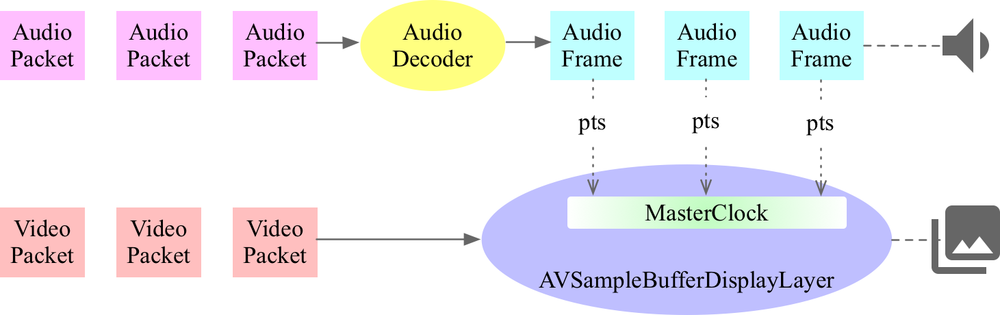 Audio
Packet
Audio
Packet
Audio
Packet
Audio
Decoder
Audio
Frame
Audio
Frame
Audio
Frame
pts
pts
pts
MasterClock
Video
Packet
Video
Packet
Video
Packet
AVSampleBufferDisplayLayer